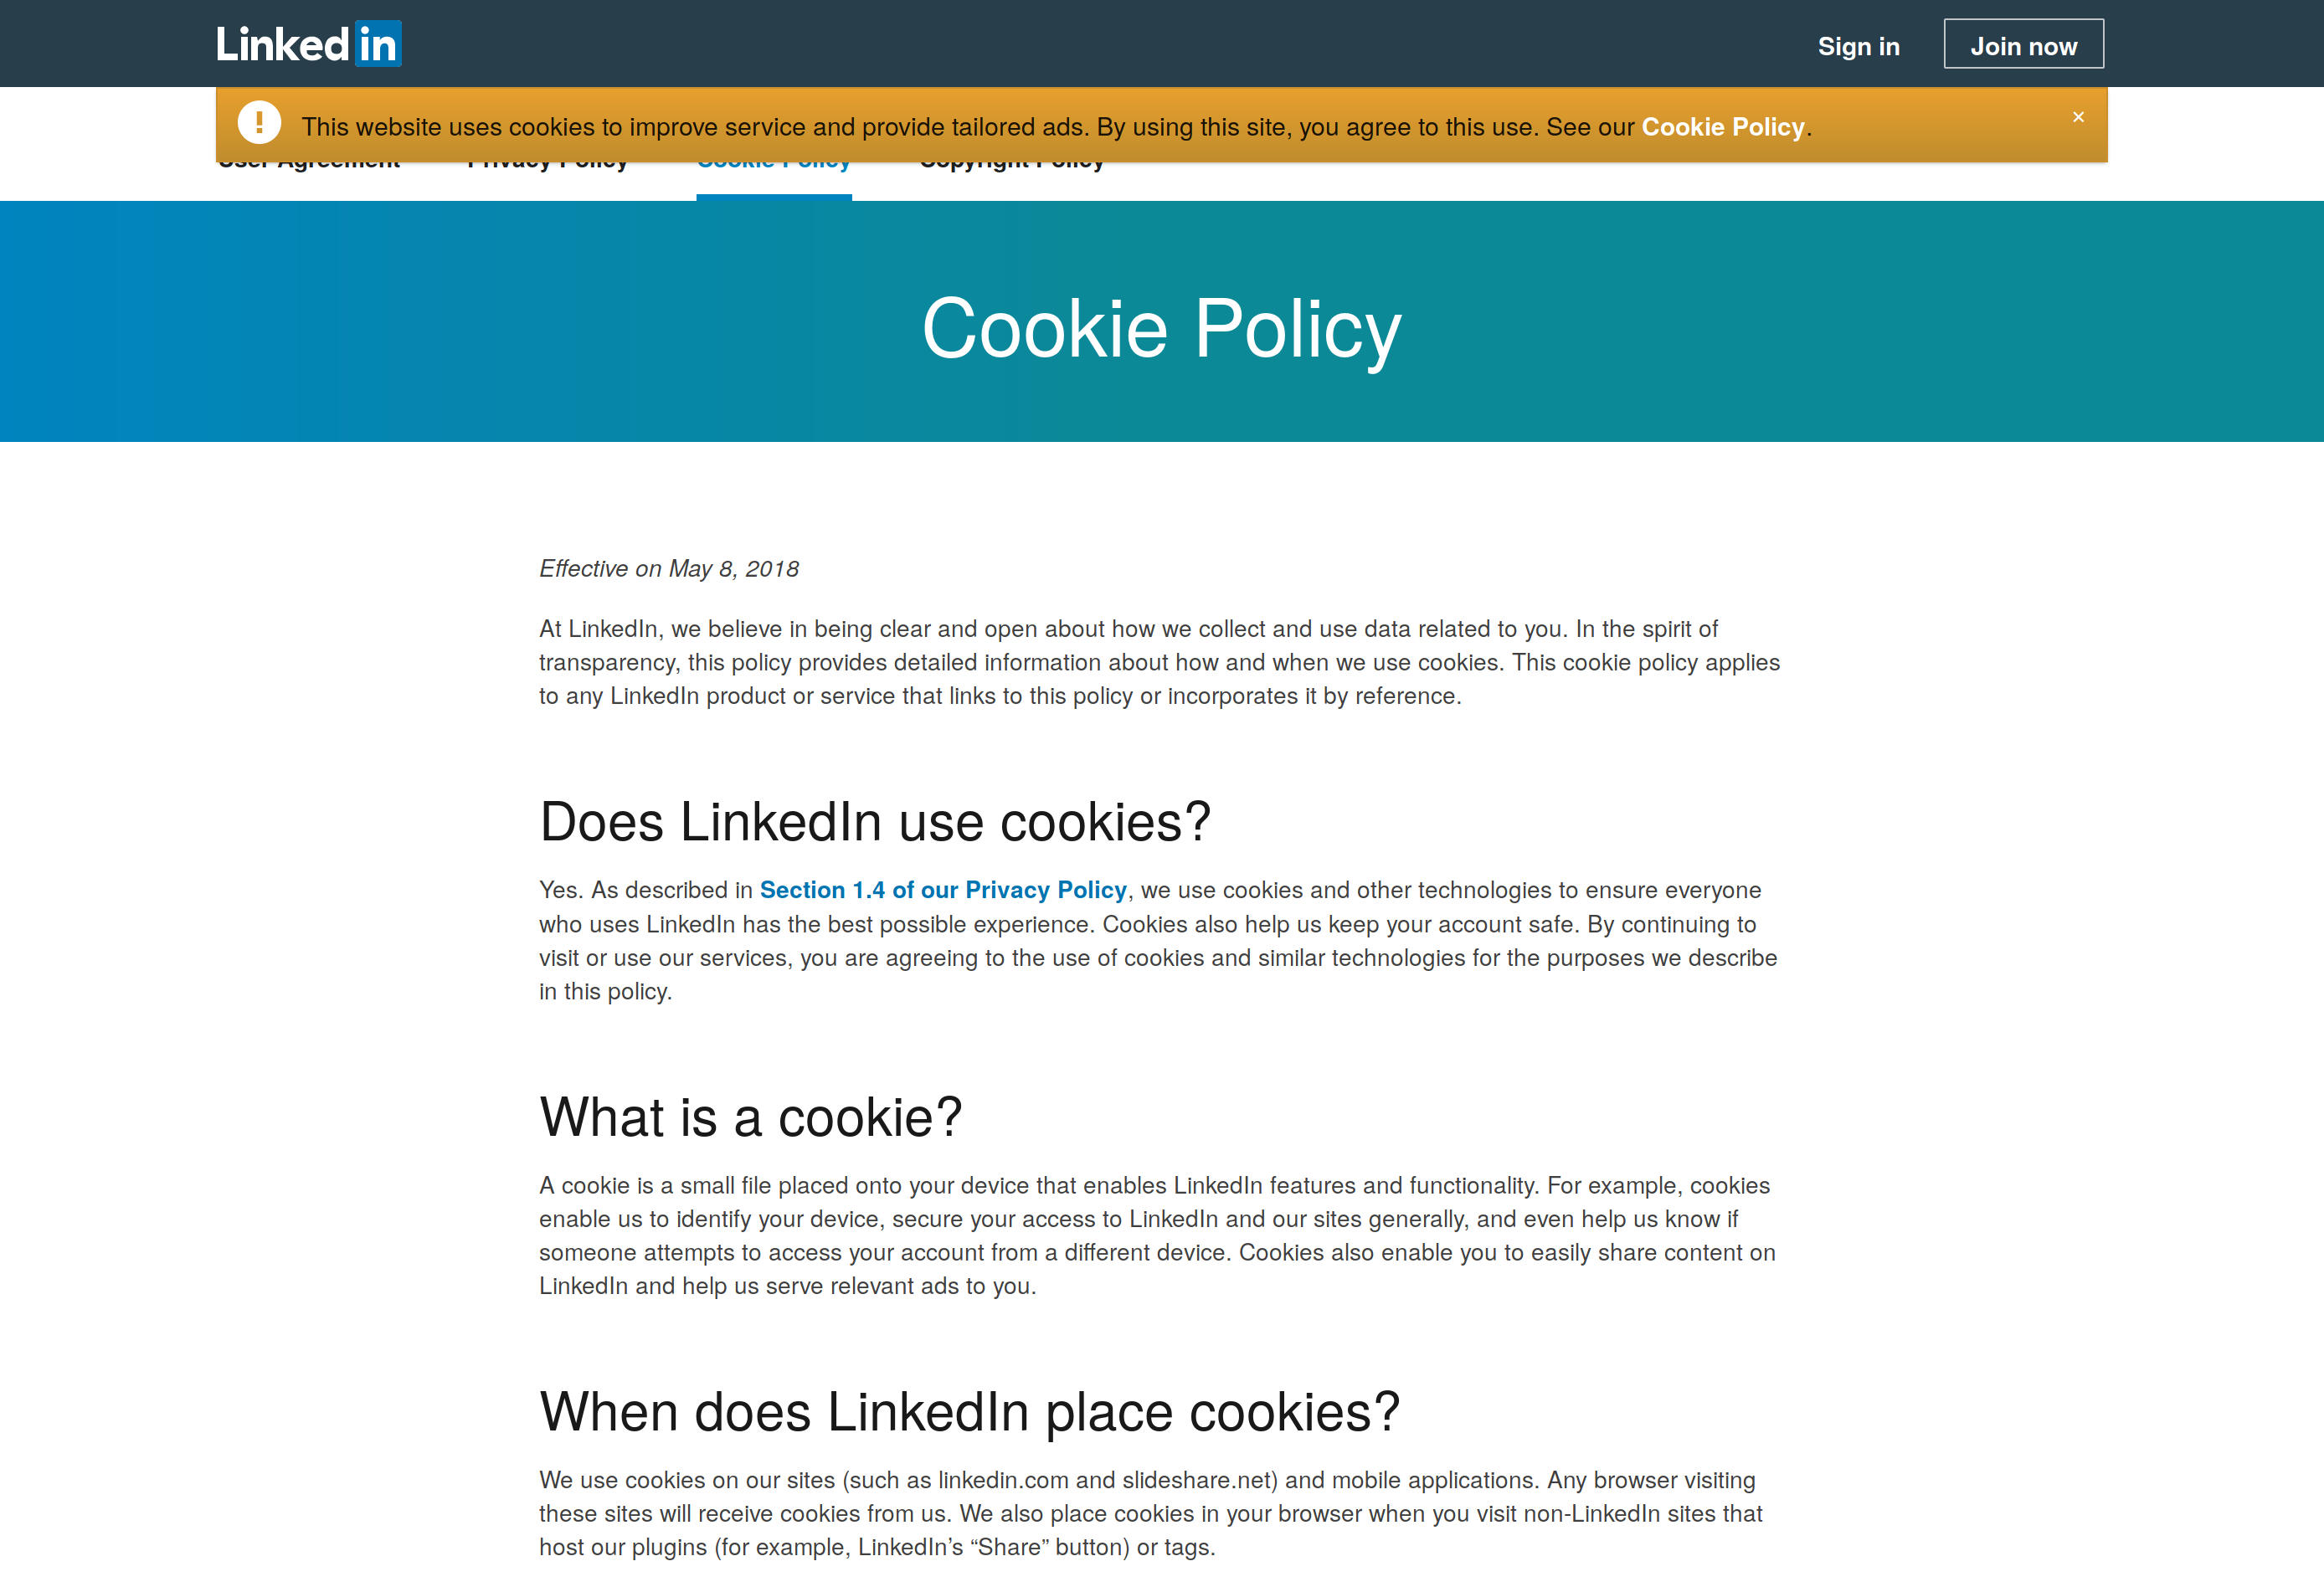 Linkedin
Sign in
Join now
This website uses cookies to improve service and provide tailored ads. By using this site, you agree to this use. See our Cookie Policy.
×
User Agreement Privacy Policy Cookie Policy Copyright Policy
Cookie Policy
Effective on May 8, 2018
At LinkedIn, we believe in being clear and open about how we collect and use data related to you. In the spirit of
transparency, this policy provides detailed information about how and when we use cookies. This cookie policy applies
to any LinkedIn product or service that links to this policy or incorporates it by reference.
Does LinkedIn use cookies?
Yes. As described in Section 1.4 of our Privacy Policy, we use cookies and other technologies to ensure everyone
who uses LinkedIn has the best possible experience. Cookies also help us keep your account safe. By continuing to
visit or use our services, you are agreeing to the use of cookies and similar technologies for the purposes we describe
in this policy.
What is a cookie?
A cookie is a small file placed onto your device that enables LinkedIn features and functionality. For example, cookies
enable us to identify your device, secure your access to LinkedIn and our sites generally, and even help us know if
someone attempts to access your account from a different device. Cookies also enable you to easily share content on
LinkedIn and help us serve relevant ads to you.
When does LinkedIn place cookies?
We use cookies on our sites (such as linkedin.com and slideshare.net) and mobile applications. Any browser visiting
these sites will receive cookies from us. We also place cookies in your browser when you visit non-LinkedIn sites that
host our plugins (for example, LinkedIn’s “Share” button) or tags.